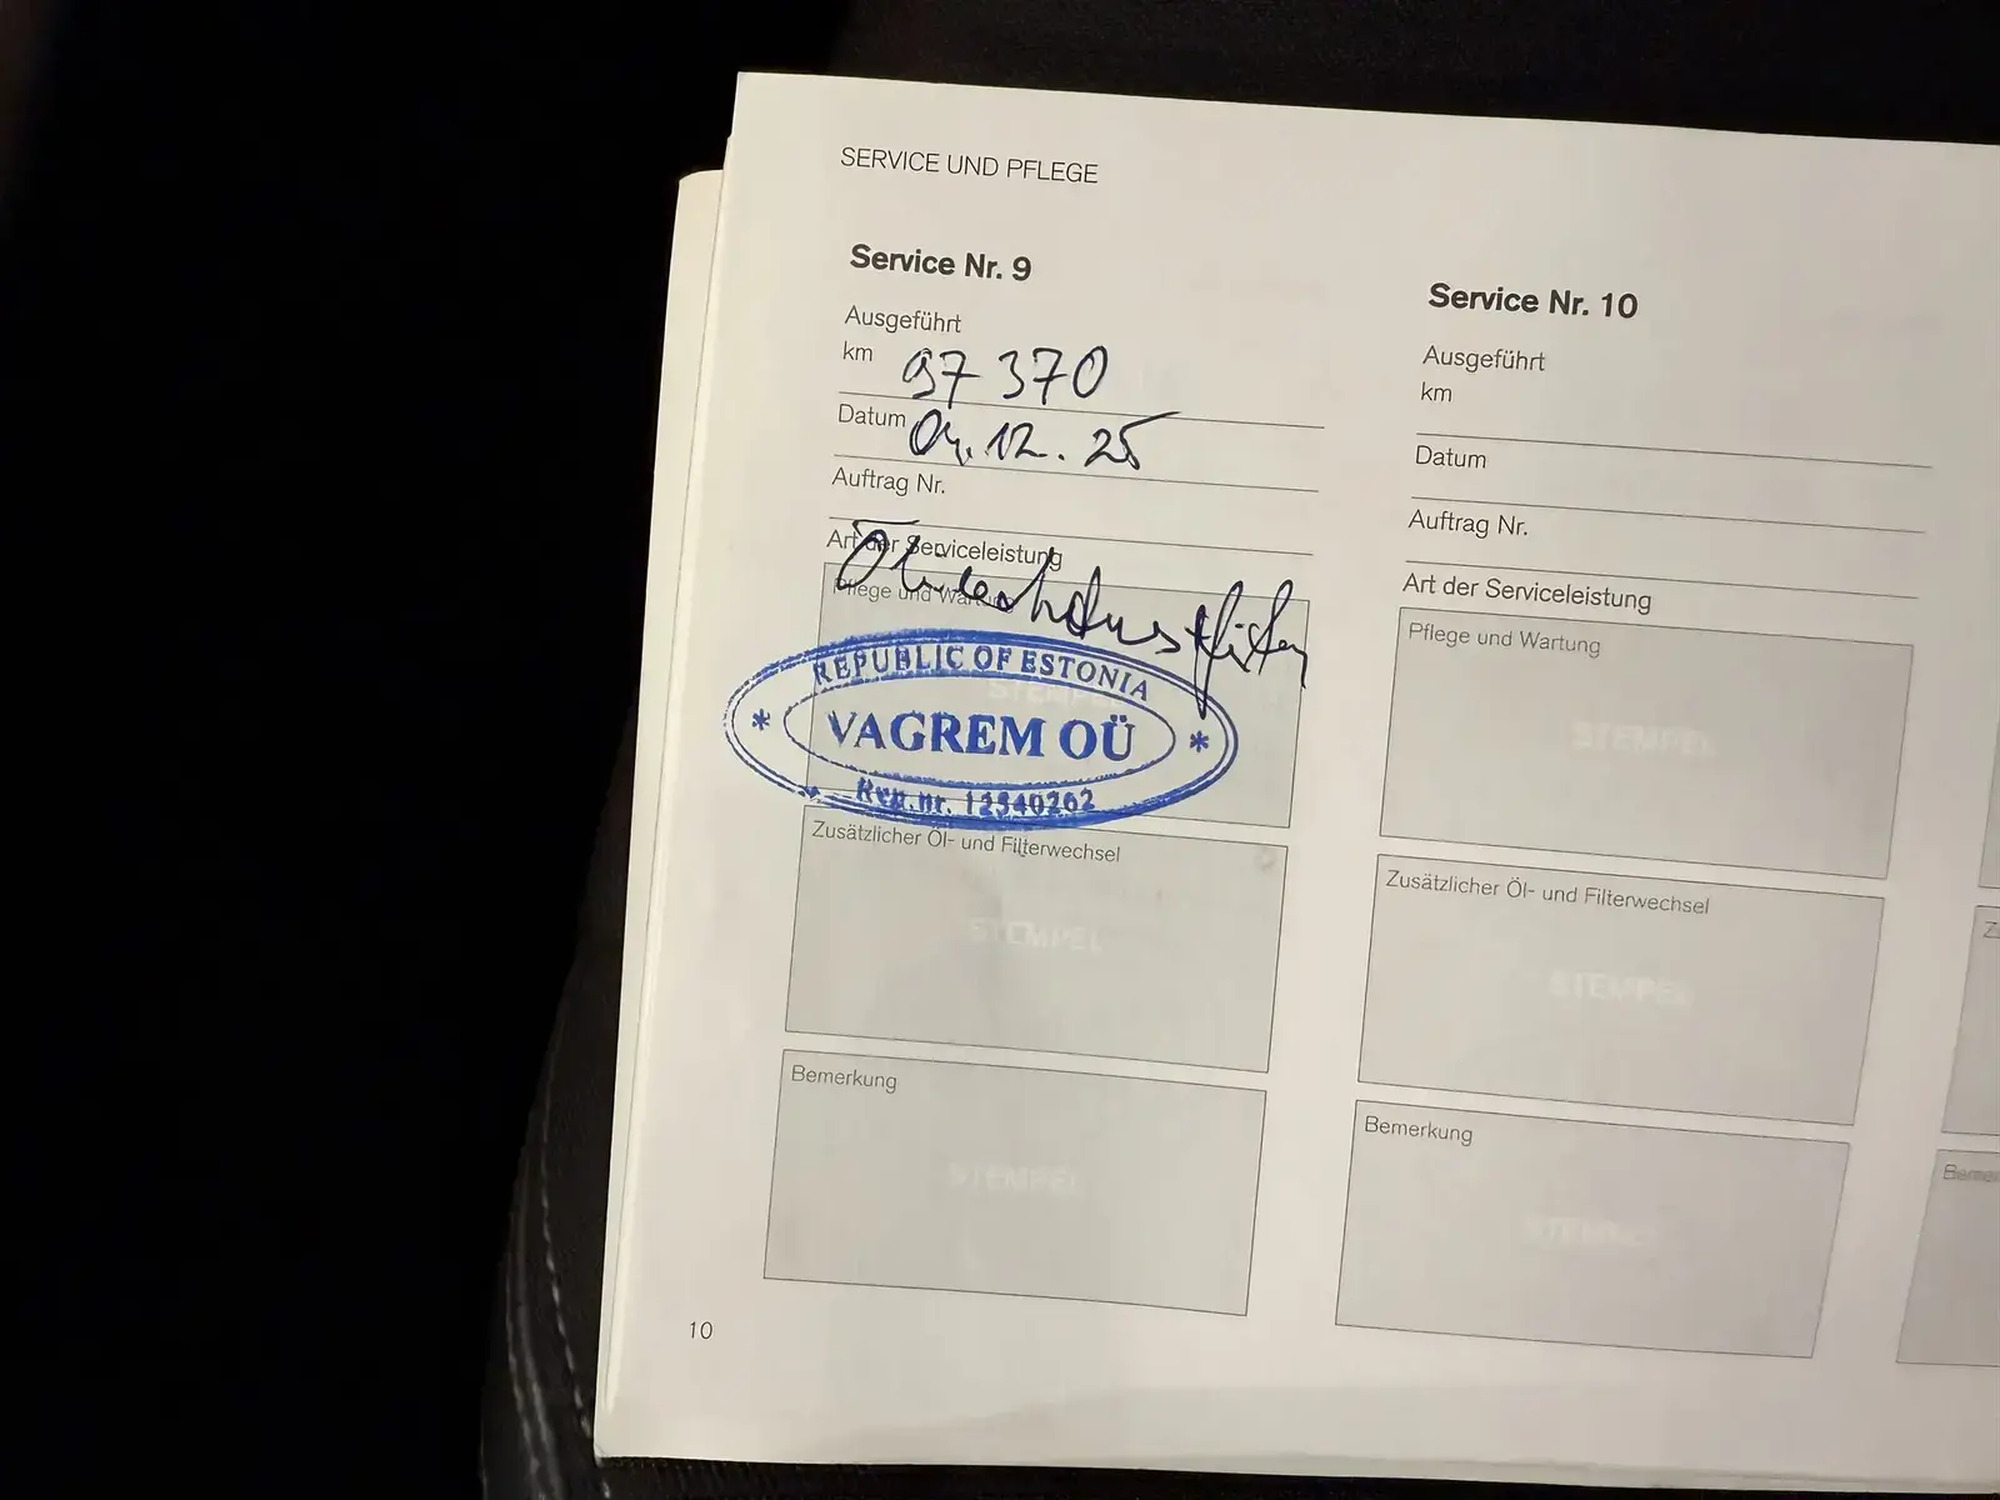 SERVICE UND PFLEGE
Service Nr. 9
Ausgeführt
km 97 370
Datum 04.12.25
Auftrag Nr.
Art der Serviceleistung
Pflege und Wartung
STEMPEL
REPUBLIC OF ESTONIA
* VAGREM OÜ *
Reg.nr. 12340262
Zusätzlicher Öl- und Filterwechsel
STEMPEL
Bemerkung
STEMPEL
10
Service Nr. 10
Ausgeführt
km
Datum
Auftrag Nr.
Art der Serviceleistung
Pflege und Wartung
STEMPEL
Zusätzlicher Öl- und Filterwechsel
STEMPEL
Bemerkung
STEMPEL